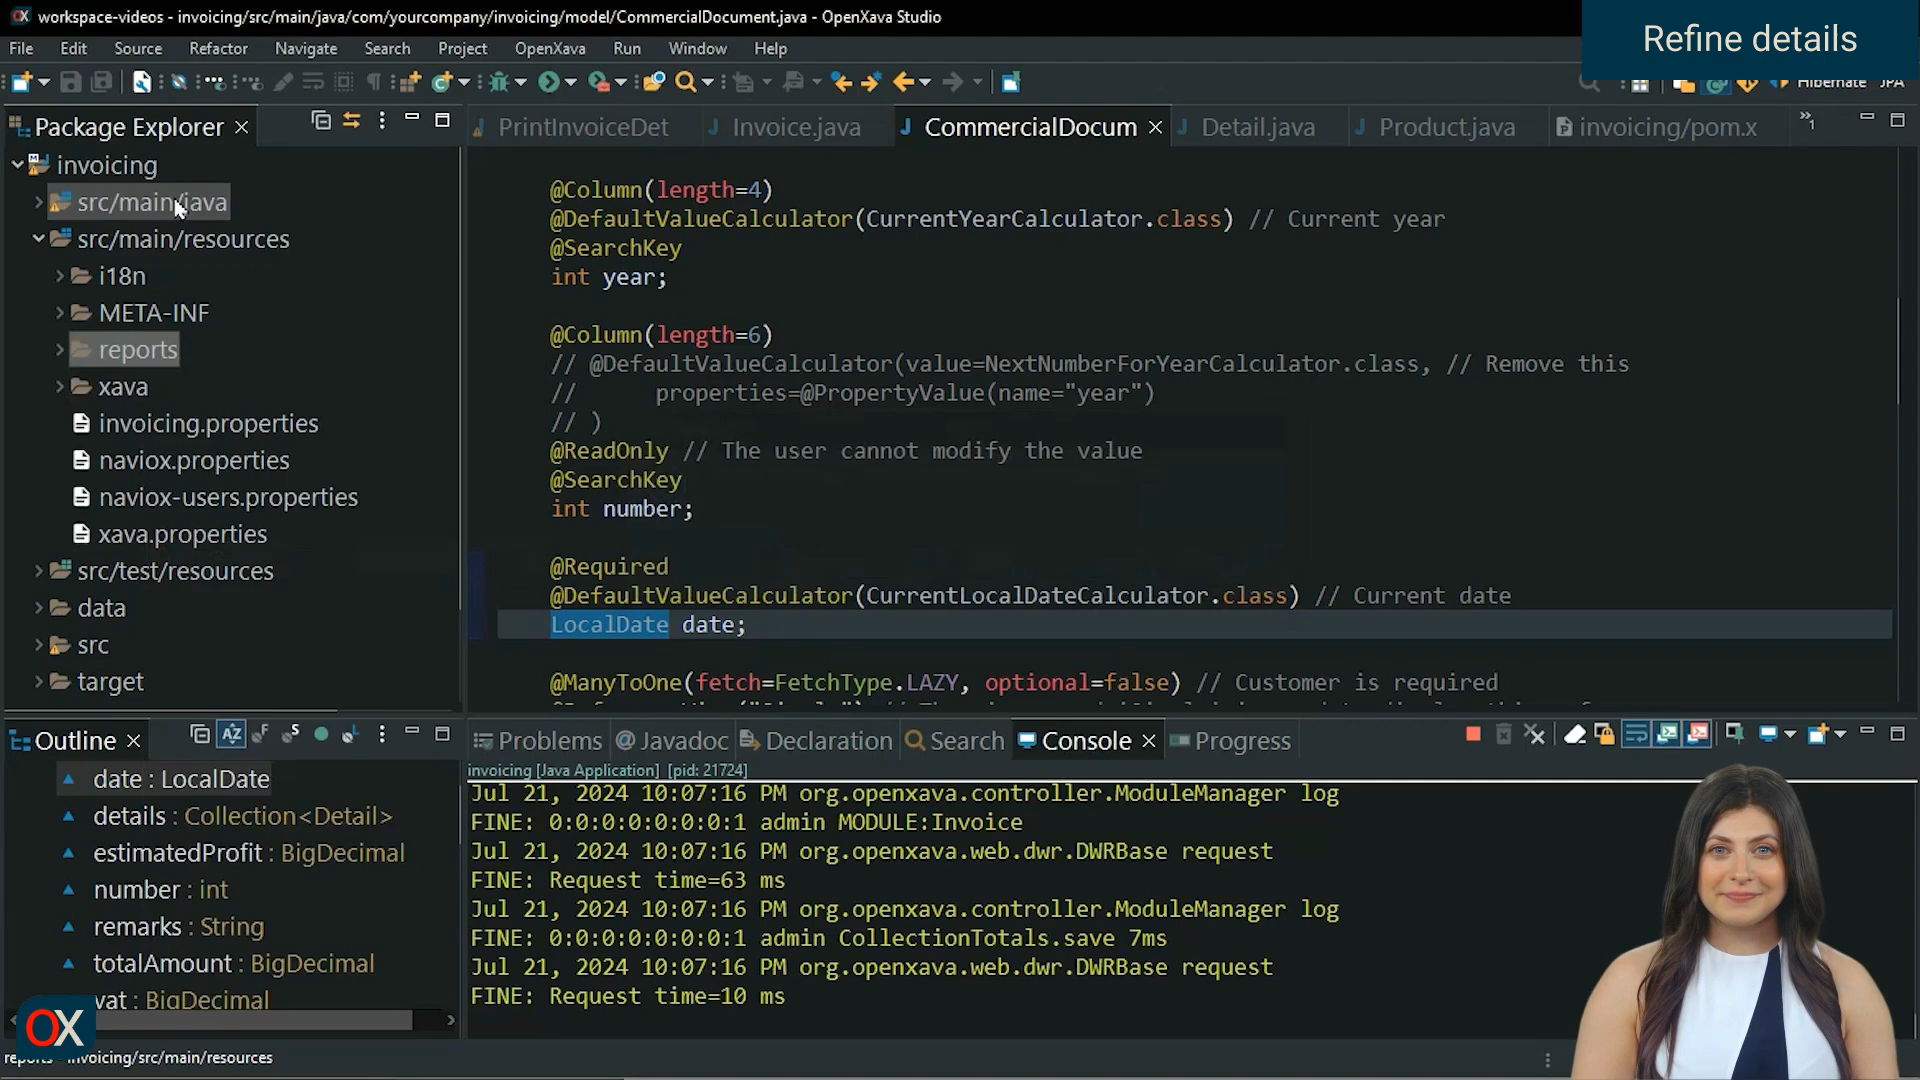 workspace-videos - invoicing/src/main/java/com/yourcompany/invoicing/model/CommercialDocument.java - OpenXava Studio
Refine details
File Edit Source Refactor Navigate Search Project OpenXava Run Window Help
Hibernate JPA
Package Explorer
PrintInvoiceDet Invoice.java CommercialDocum Detail.java Product.java invoicing/pom.x »1
invoicing
src/main/java
src/main/resources
i18n
META-INF
reports
xava
invoicing.properties
naviox.properties
naviox-users.properties
xava.properties
src/test/resources
data
src
target
@Column(length=4)
@DefaultValueCalculator(CurrentYearCalculator.class) // Current year
@SearchKey
int year;
@Column(length=6)
// @DefaultValueCalculator(value=NextNumberForYearCalculator.class, // Remove this
// properties=@PropertyValue(name="year")
// )
@ReadOnly // The user cannot modify the value
@SearchKey
int number;
@Required
@DefaultValueCalculator(CurrentLocalDateCalculator.class) // Current date
LocalDate date;
@ManyToOne(fetch=FetchType.LAZY, optional=false) // Customer is required
Outline
date : LocalDate
details : Collection<Detail>
estimatedProfit : BigDecimal
number : int
remarks : String
totalAmount : BigDecimal
vat : BigDecimal
Problems @ Javadoc Declaration Search Console Progress
invoicing [Java Application] [pid: 21724]
Jul 21, 2024 10:07:16 PM org.openxava.controller.ModuleManager log
FINE: 0:0:0:0:0:0:0:1 admin MODULE:Invoice
Jul 21, 2024 10:07:16 PM org.openxava.web.dwr.DWRBase request
FINE: Request time=63 ms
Jul 21, 2024 10:07:16 PM org.openxava.controller.ModuleManager log
FINE: 0:0:0:0:0:0:0:1 admin CollectionTotals.save 7ms
Jul 21, 2024 10:07:16 PM org.openxava.web.dwr.DWRBase request
FINE: Request time=10 ms
OX
reports - invoicing/src/main/resources